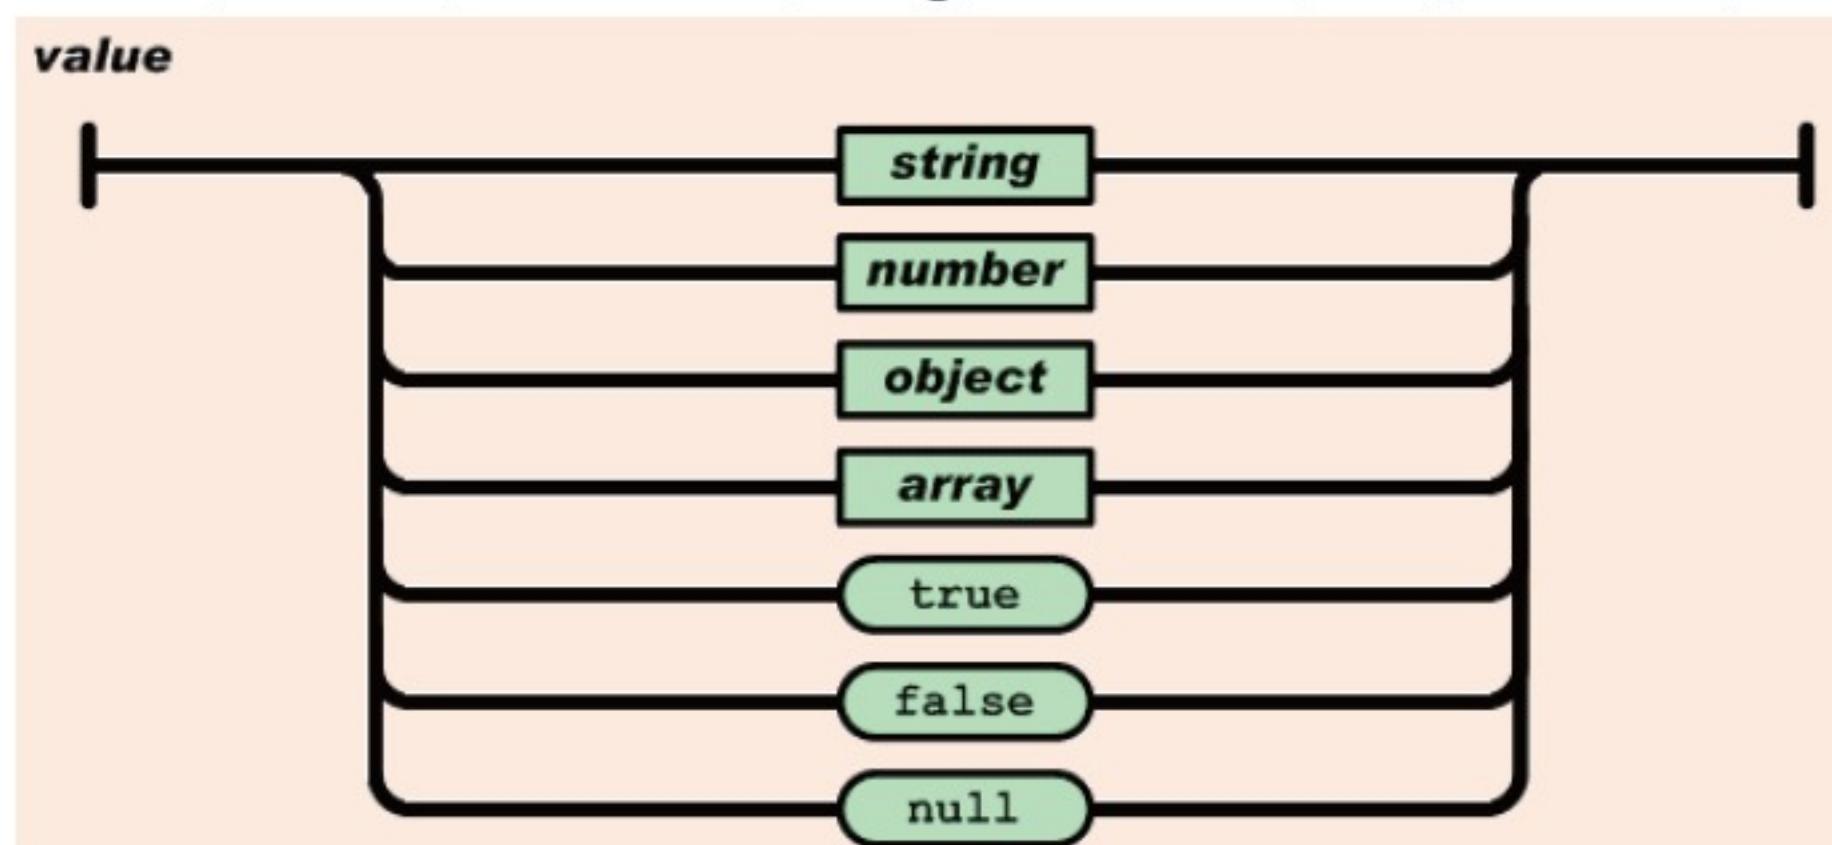 value
string
number
object
array
true
false
null